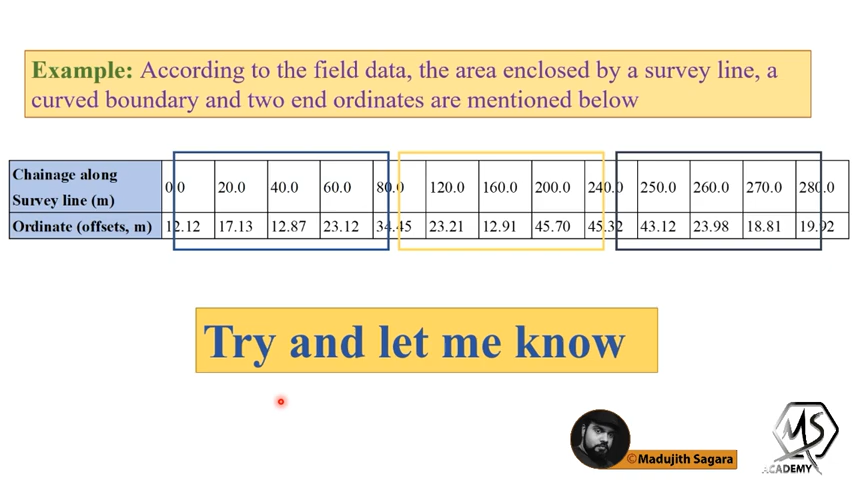 Example: According to the field data, the area enclosed by a survey line, a
curved boundary and two end ordinates are mentioned below
Chainage along
Survey line (m) 0.0 20.0 40.0 60.0 80.0 120.0 160.0 200.0 240.0 250.0 260.0 270.0 280.0
Ordinate (offsets, m) 12.12 17.13 12.87 23.12 34.45 23.21 12.91 45.70 45.32 43.12 23.98 18.81 19.92
Try and let me know
©Madujith Sagara
MS
ACADEMY